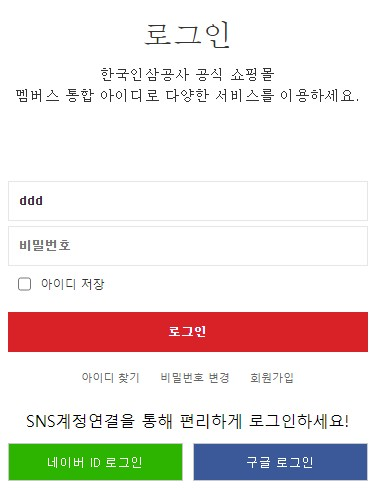 로그인
한국인삼공사 공식 쇼핑몰
멤버스 통합 아이디로 다양한 서비스를 이용하세요.
ddd
비밀번호
아이디 저장
로그인
아이디 찾기 비밀번호 변경 회원가입
SNS계정연결을 통해 편리하게 로그인하세요!
네이버 ID 로그인 구글 로그인